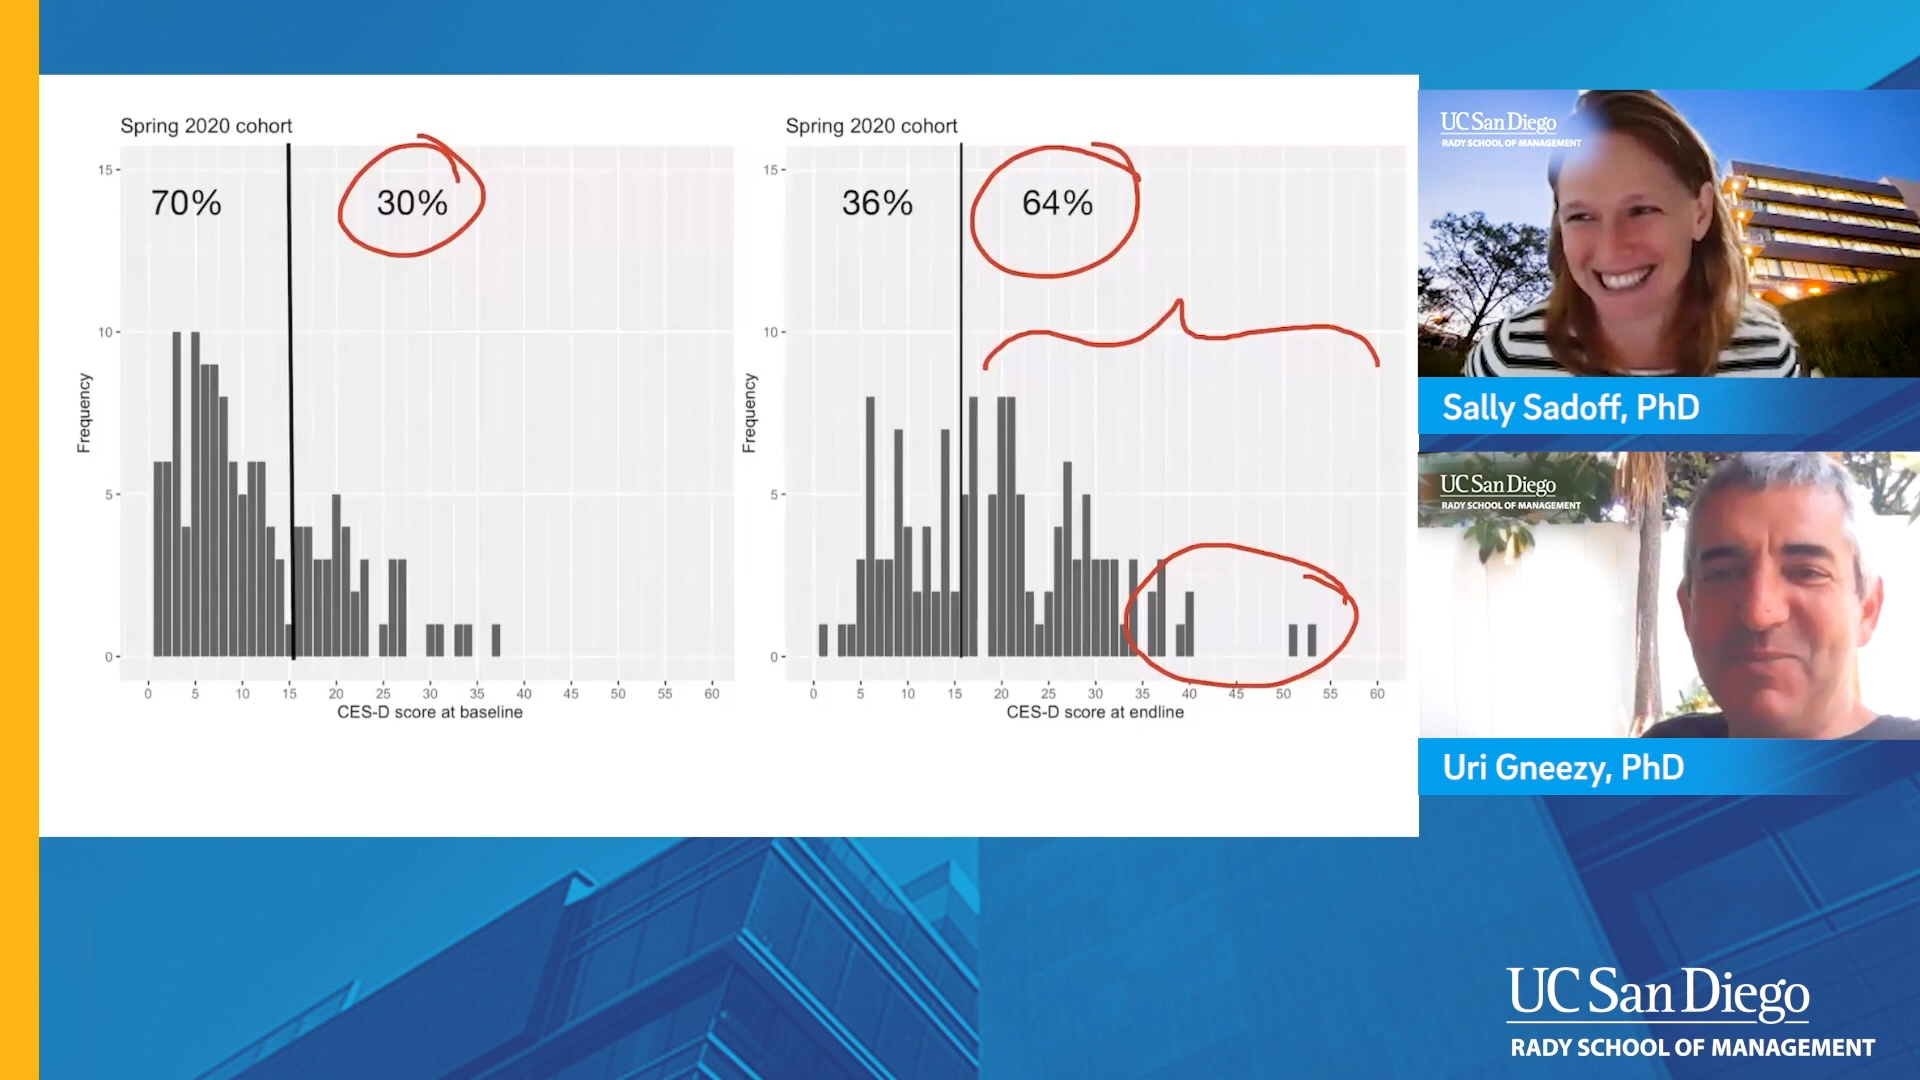 Spring 2020 cohort
70%
30%
15
10
5
0
Frequency
0 5 10 15 20 25 30 35 40 45 50 55 60
CES-D score at baseline
Spring 2020 cohort
36%
64%
15
10
5
0
Frequency
0 5 10 15 20 25 30 35 40 45 50 55 60
CES-D score at endline
UC San Diego
RADY SCHOOL OF MANAGEMENT
Sally Sadoff, PhD
UC San Diego
RADY SCHOOL OF MANAGEMENT
Uri Gneezy, PhD
UC San Diego
RADY SCHOOL OF MANAGEMENT